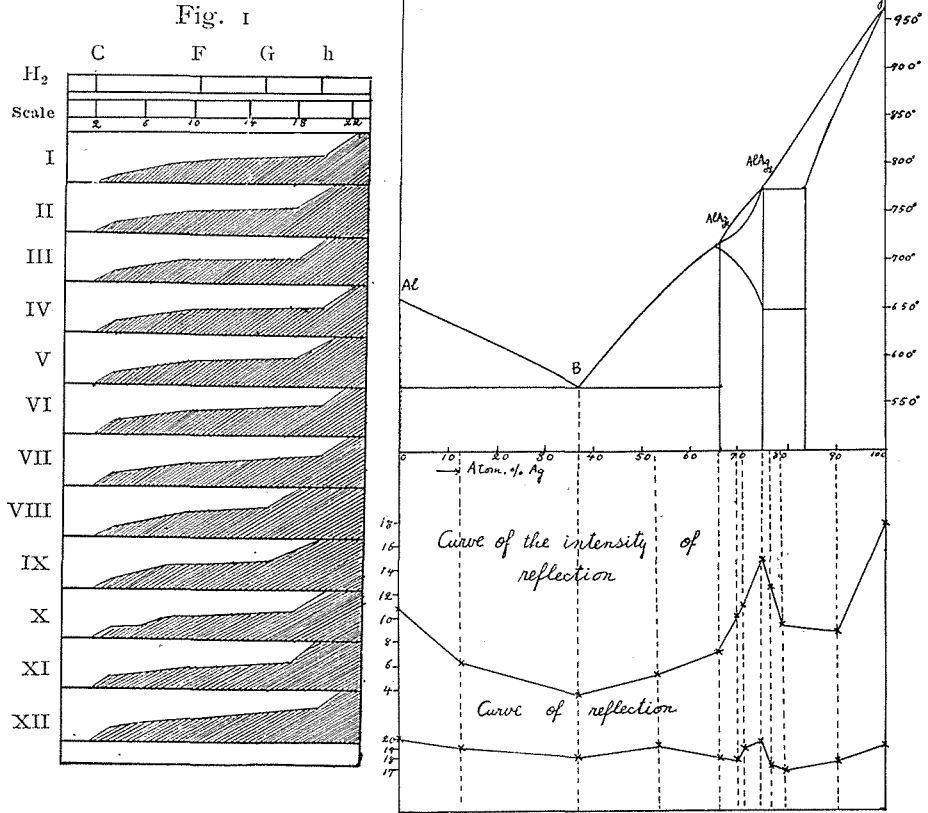 Fig. 1
C F G h
H₂
Scale
2 6 10 14 18 22
I
II
III
IV
V
VI
VII
VIII
IX
X
XI
XII
950°
900°
850°
800°
750°
700°
650°
600°
550°
Al
B
AlAg₂
AlAg₃
0 10 20 30 40 50 60 70 80 90 100
→ Atom. % Ag
Curve of the intensity of
reflection
18
16
14
12
10
8
6
4
Curve of reflection
20
19
18
17